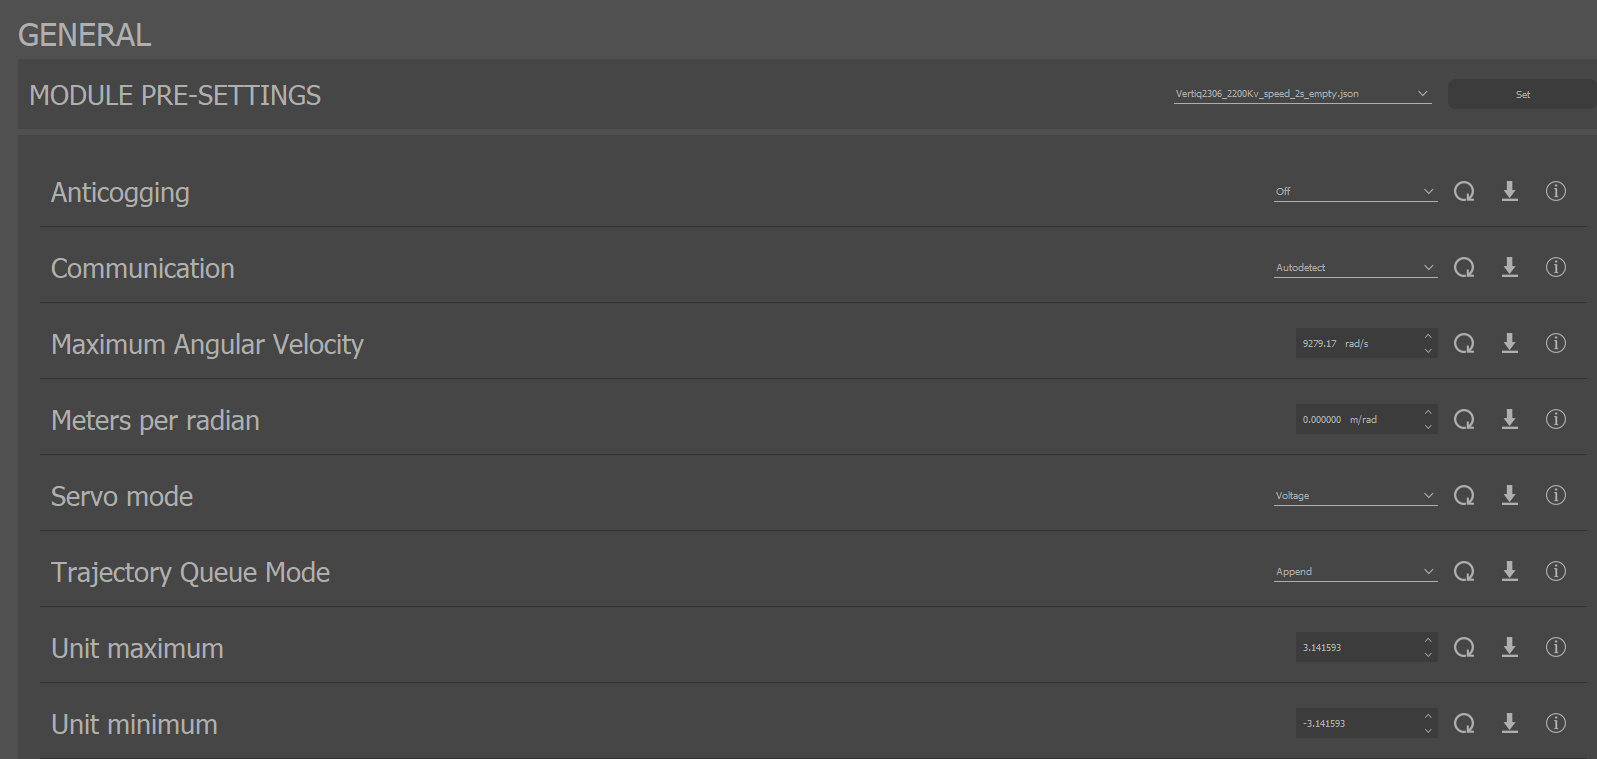 GENERAL
MODULE PRE-SETTINGS Vertiq2306_2200Kv_speed_2s_empty.json Set
Anticogging Off
Communication Autodetect
Maximum Angular Velocity 9279.17 rad/s
Meters per radian 0.000000 m/rad
Servo mode Voltage
Trajectory Queue Mode Append
Unit maximum 3.141593
Unit minimum -3.141593